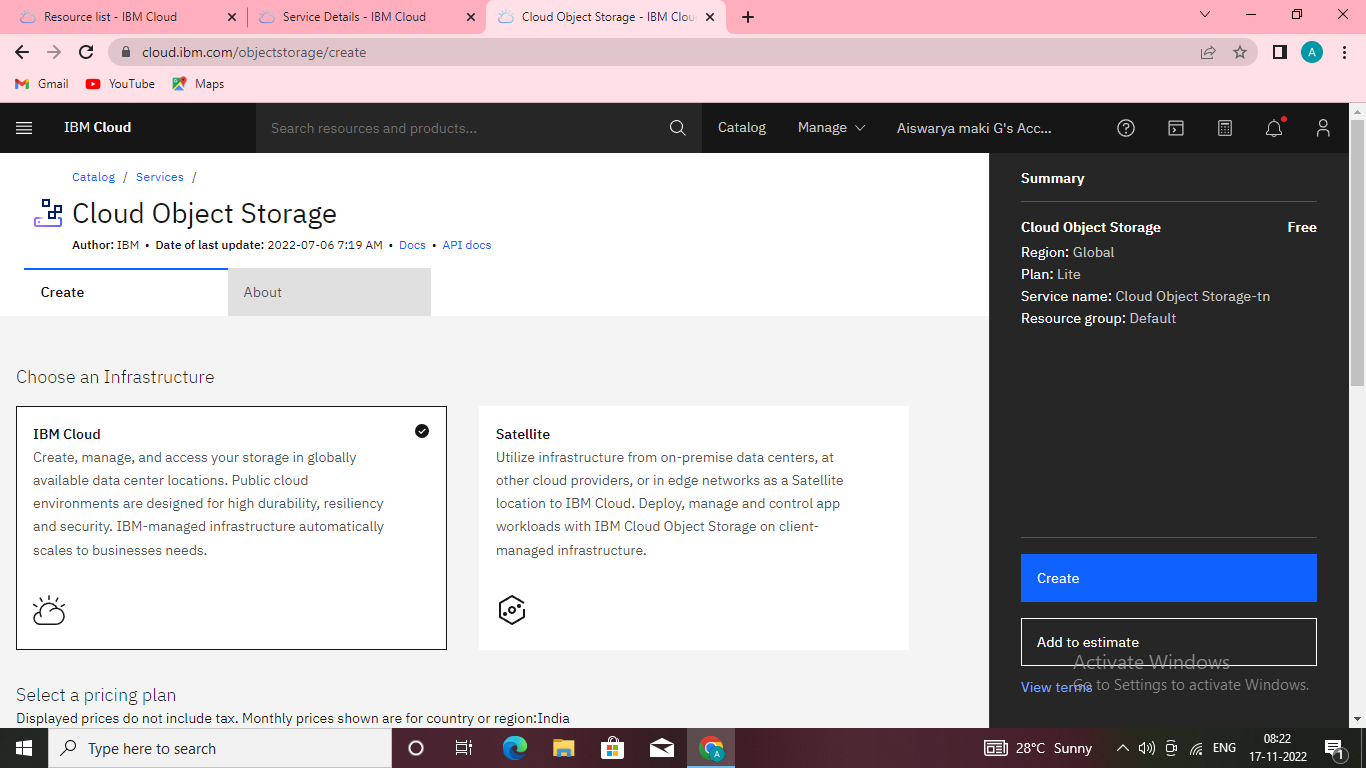 Resource list - IBM Cloud
Service Details - IBM Cloud
Cloud Object Storage - IBM Clou
cloud.ibm.com/objectstorage/create
A
Gmail
YouTube
Maps
IBM Cloud
Search resources and products...
Catalog
Manage
Aiswarya maki G's Acc...
Catalog / Services /
Cloud Object Storage
Author: IBM • Date of last update: 2022-07-06 7:19 AM • Docs • API docs
Create
About
Choose an Infrastructure
IBM Cloud
Create, manage, and access your storage in globally
available data center locations. Public cloud
environments are designed for high durability, resiliency
and security. IBM-managed infrastructure automatically
scales to businesses needs.
Satellite
Utilize infrastructure from on-premise data centers, at
other cloud providers, or in edge networks as a Satellite
location to IBM Cloud. Deploy, manage and control app
workloads with IBM Cloud Object Storage on client-
managed infrastructure.
Select a pricing plan
Displayed prices do not include tax. Monthly prices shown are for country or region:India
Summary
Cloud Object Storage Free
Region: Global
Plan: Lite
Service name: Cloud Object Storage-tn
Resource group: Default
Create
Add to estimate
View terms
Activate Windows
Go to Settings to activate Windows.
Type here to search
A
28°C Sunny
ENG
08:22
17-11-2022
1